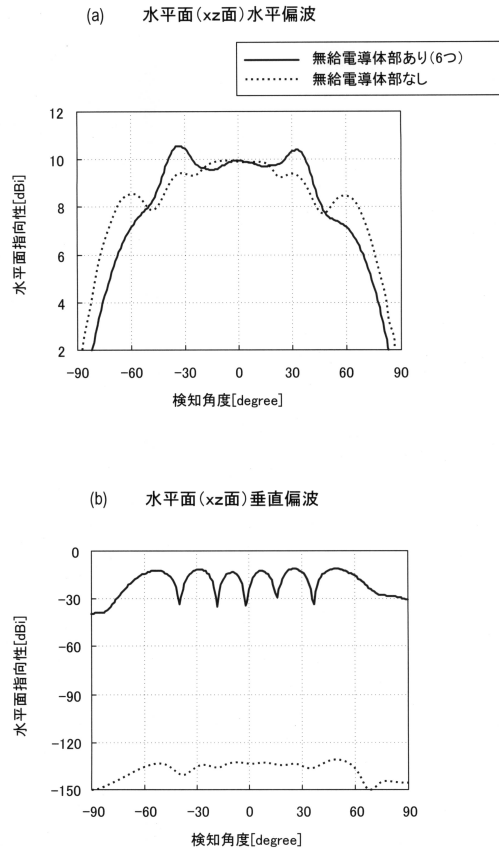 (a) 水平面(xz面)水平偏波
無給電導体部あり(6つ)
無給電導体部なし
12
10
8
6
4
2
水平面指向性[dBi]
-90 -60 -30 0 30 60 90
検知角度[degree]
(b) 水平面(xz面)垂直偏波
0
-30
-60
-90
-120
-150
水平面指向性[dBi]
-90 -60 -30 0 30 60 90
検知角度[degree]